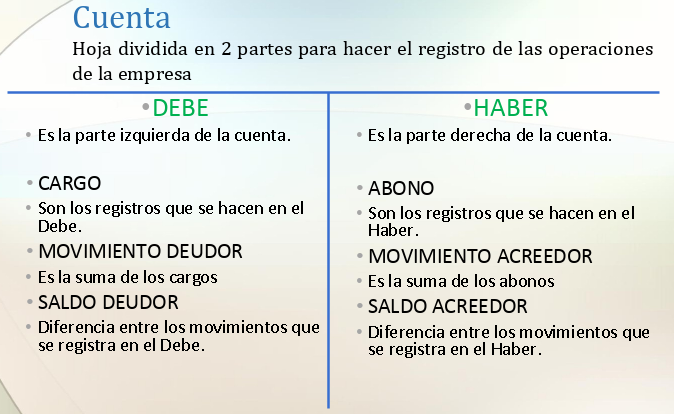 Cuenta
Hoja dividida en 2 partes para hacer el registro de las operaciones
de la empresa
•DEBE
• Es la parte izquierda de la cuenta.
• CARGO
• Son los registros que se hacen en el
Debe.
• MOVIMIENTO DEUDOR
• Es la suma de los cargos
• SALDO DEUDOR
• Diferencia entre los movimientos que
se registra en el Debe.
•HABER
• Es la parte derecha de la cuenta.
• ABONO
• Son los registros que se hacen en el
Haber.
• MOVIMIENTO ACREEDOR
• Es la suma de los abonos
• SALDO ACREEDOR
• Diferencia entre los movimientos que
se registra en el Haber.